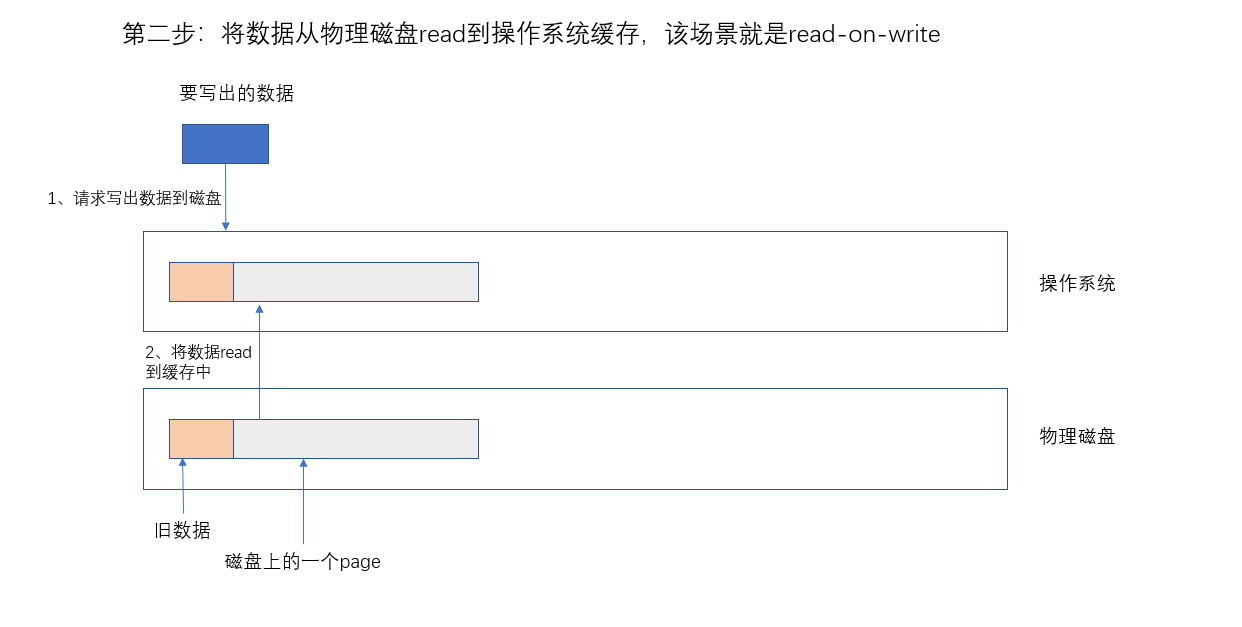 第二步：将数据从物理磁盘read到操作系统缓存，该场景就是read-on-write
要写出的数据
1、请求写出数据到磁盘
操作系统
2、将数据read
到缓存中
物理磁盘
旧数据
磁盘上的一个page